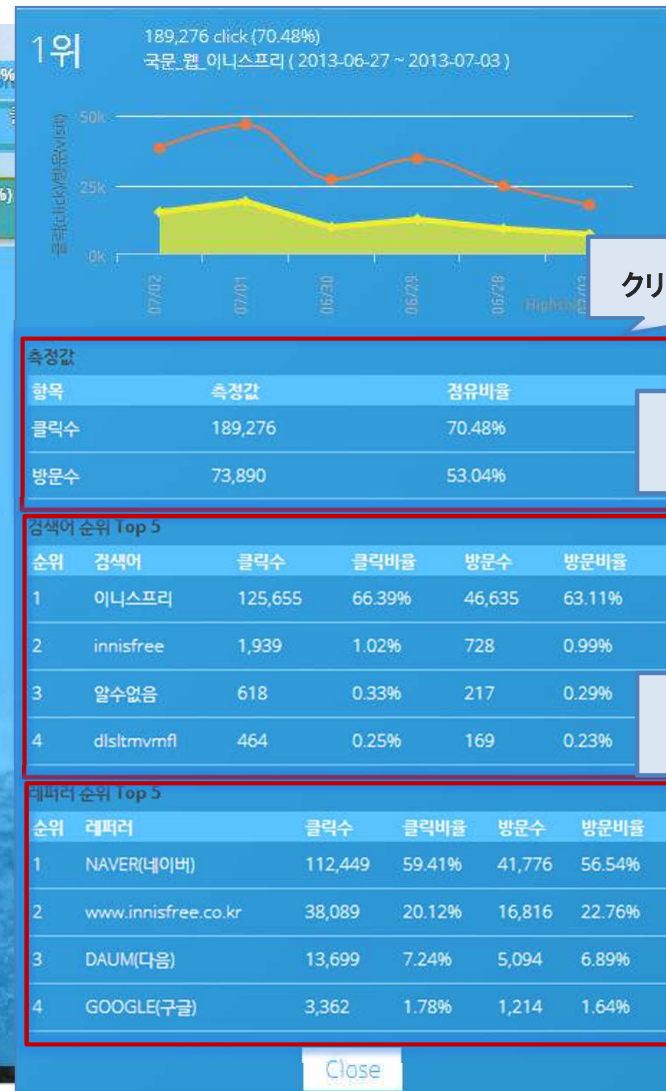 1위
189,276 click (70.48%)
국문_웹_이니스프리 ( 2013-06-27 ~ 2013-07-03 )
클릭(click)/방문(visit)
50k
25k
0k
07/02
07/01
06/30
06/29
06/28
クリ
측정값
항목 측정값 점유비율
클릭수 189,276 70.48%
방문수 73,890 53.04%
검색어 순위 Top 5
순위 검색어 클릭수 클릭비율 방문수 방문비율
1 이니스프리 125,655 66.39% 46,635 63.11%
2 innisfree 1,939 1.02% 728 0.99%
3 알수없음 618 0.33% 217 0.29%
4 dlsltmvmfl 464 0.25% 169 0.23%
레퍼러 순위 Top 5
순위 레퍼러 클릭수 클릭비율 방문수 방문비율
1 NAVER(네이버) 112,449 59.41% 41,776 56.54%
2 www.innisfree.co.kr 38,089 20.12% 16,816 22.76%
3 DAUM(다음) 13,699 7.24% 5,094 6.89%
4 GOOGLE(구글) 3,362 1.78% 1,214 1.64%
Close